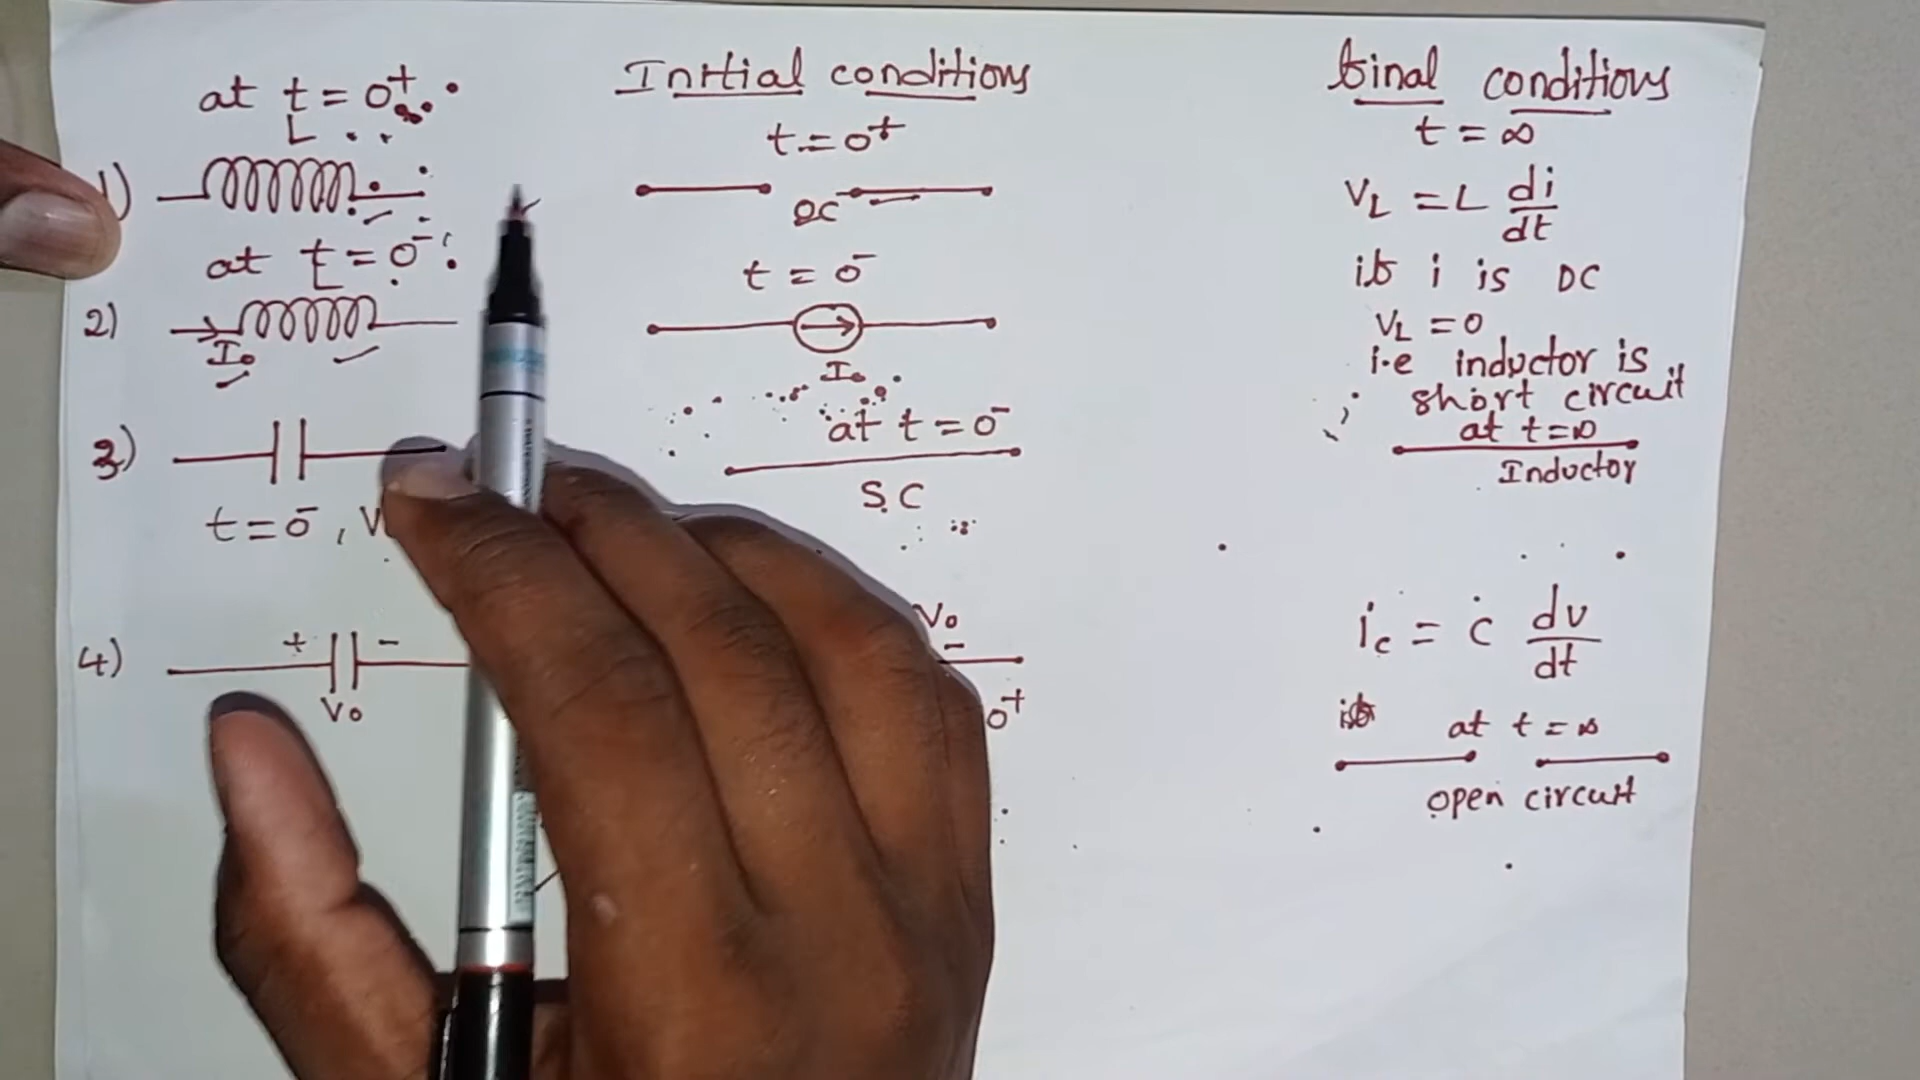 at t = 0+
L
Initial conditions
t = 0+
final conditions
t = ∞
1)
OC
VL = L di/dt
at t = 0-
L
t = 0-
if i is DC
2)
I0
I0
VL = 0
i.e inductor is
short circuit
at t = ∞
Inductor
3)
at t = 0-
S.C
t = 0-, V
4)
+ -
V0
V0
-
0+
ic = c dv/dt
if
at t = ∞
open circuit